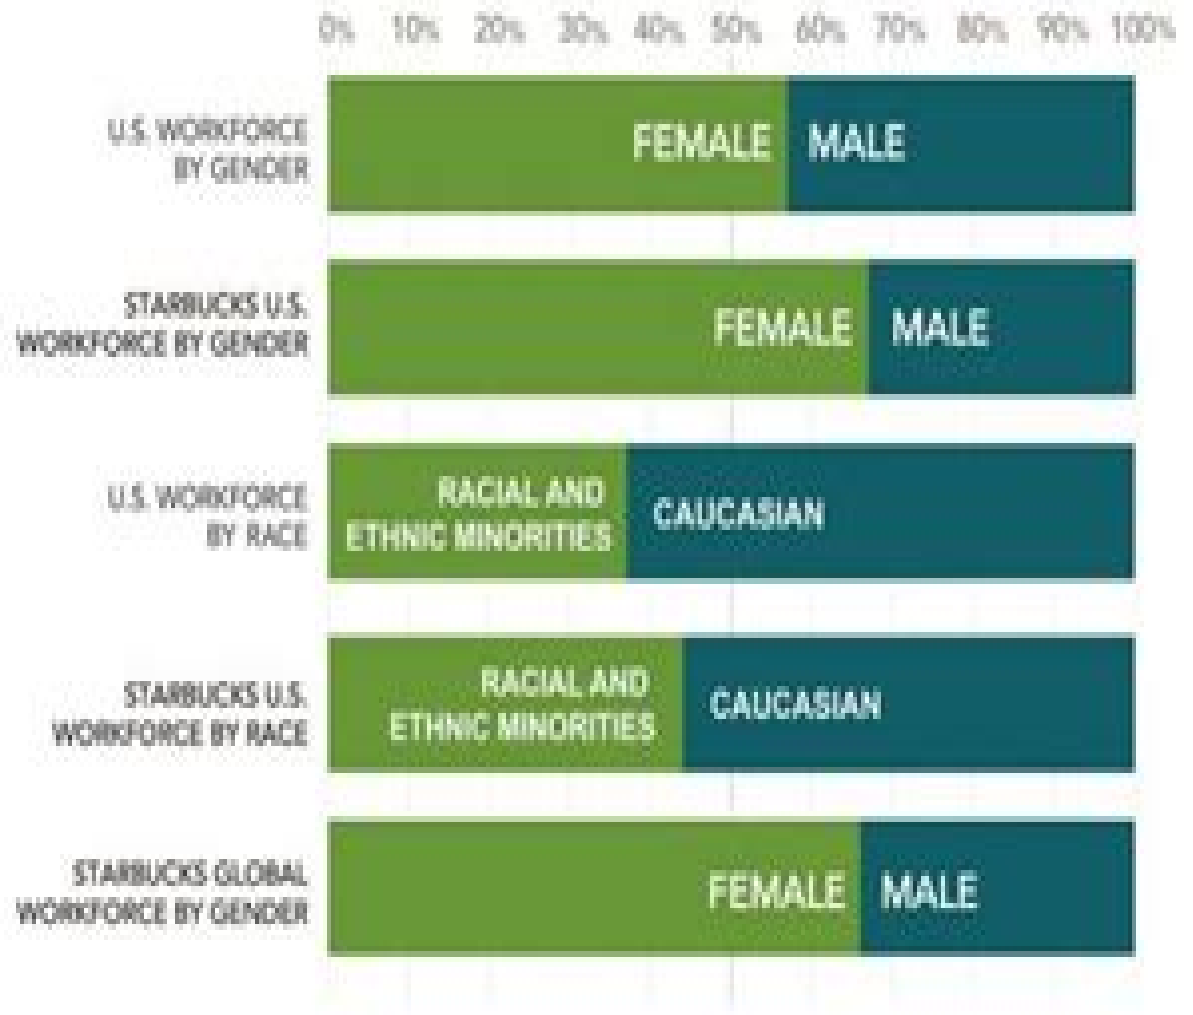 0% 10% 20% 30% 40% 50% 60% 70% 80% 90% 100%
U.S. WORKFORCE
BY GENDER
FEMALE MALE
STARBUCKS U.S.
WORKFORCE BY GENDER
FEMALE MALE
U.S. WORKFORCE
BY RACE
RACIAL AND
ETHNIC MINORITIES
CAUCASIAN
STARBUCKS U.S.
WORKFORCE BY RACE
RACIAL AND
ETHNIC MINORITIES
CAUCASIAN
STARBUCKS GLOBAL
WORKFORCE BY GENDER
FEMALE MALE